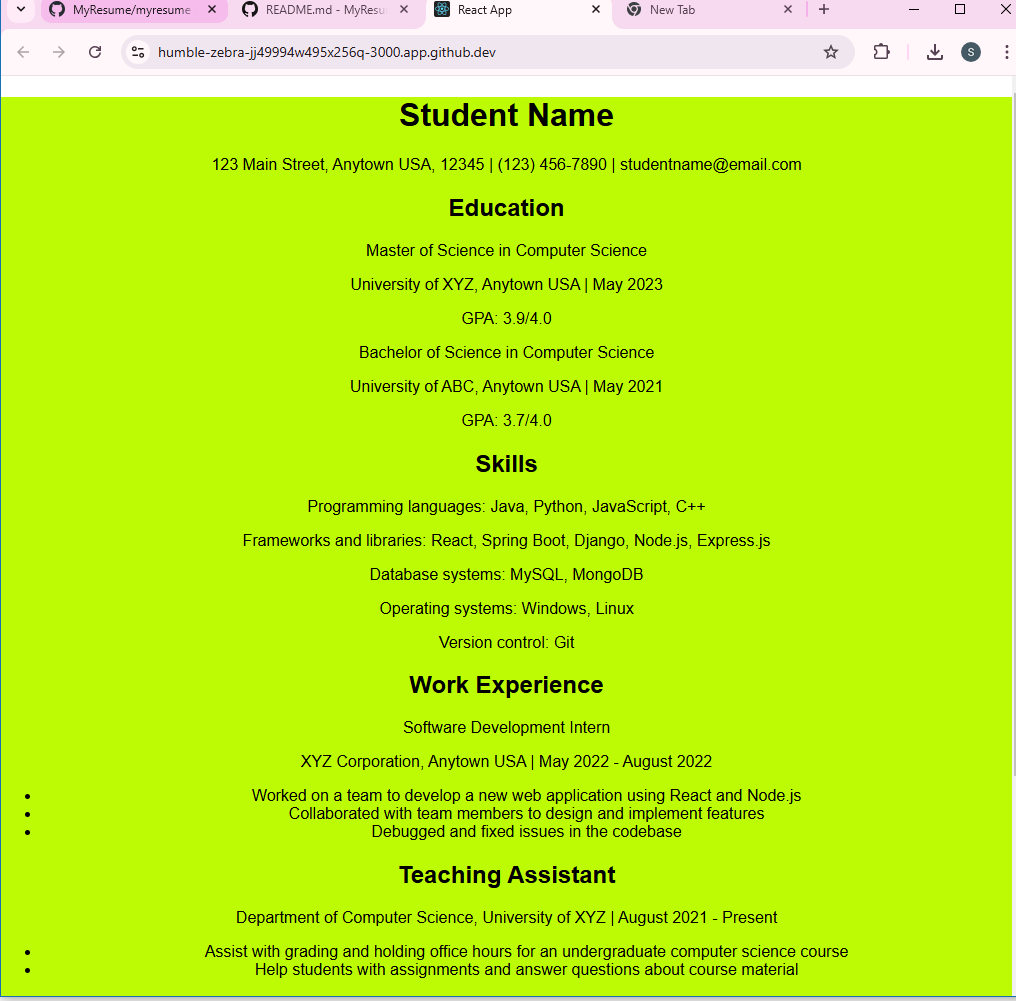 MyResume/myresume
README.md - MyResu
React App
New Tab
humble-zebra-jj49994w495x256q-3000.app.github.dev
S
Student Name
123 Main Street, Anytown USA, 12345 | (123) 456-7890 | studentname@email.com
Education
Master of Science in Computer Science
University of XYZ, Anytown USA | May 2023
GPA: 3.9/4.0
Bachelor of Science in Computer Science
University of ABC, Anytown USA | May 2021
GPA: 3.7/4.0
Skills
Programming languages: Java, Python, JavaScript, C++
Frameworks and libraries: React, Spring Boot, Django, Node.js, Express.js
Database systems: MySQL, MongoDB
Operating systems: Windows, Linux
Version control: Git
Work Experience
Software Development Intern
XYZ Corporation, Anytown USA | May 2022 - August 2022
• Worked on a team to develop a new web application using React and Node.js
• Collaborated with team members to design and implement features
• Debugged and fixed issues in the codebase
Teaching Assistant
Department of Computer Science, University of XYZ | August 2021 - Present
• Assist with grading and holding office hours for an undergraduate computer science course
• Help students with assignments and answer questions about course material